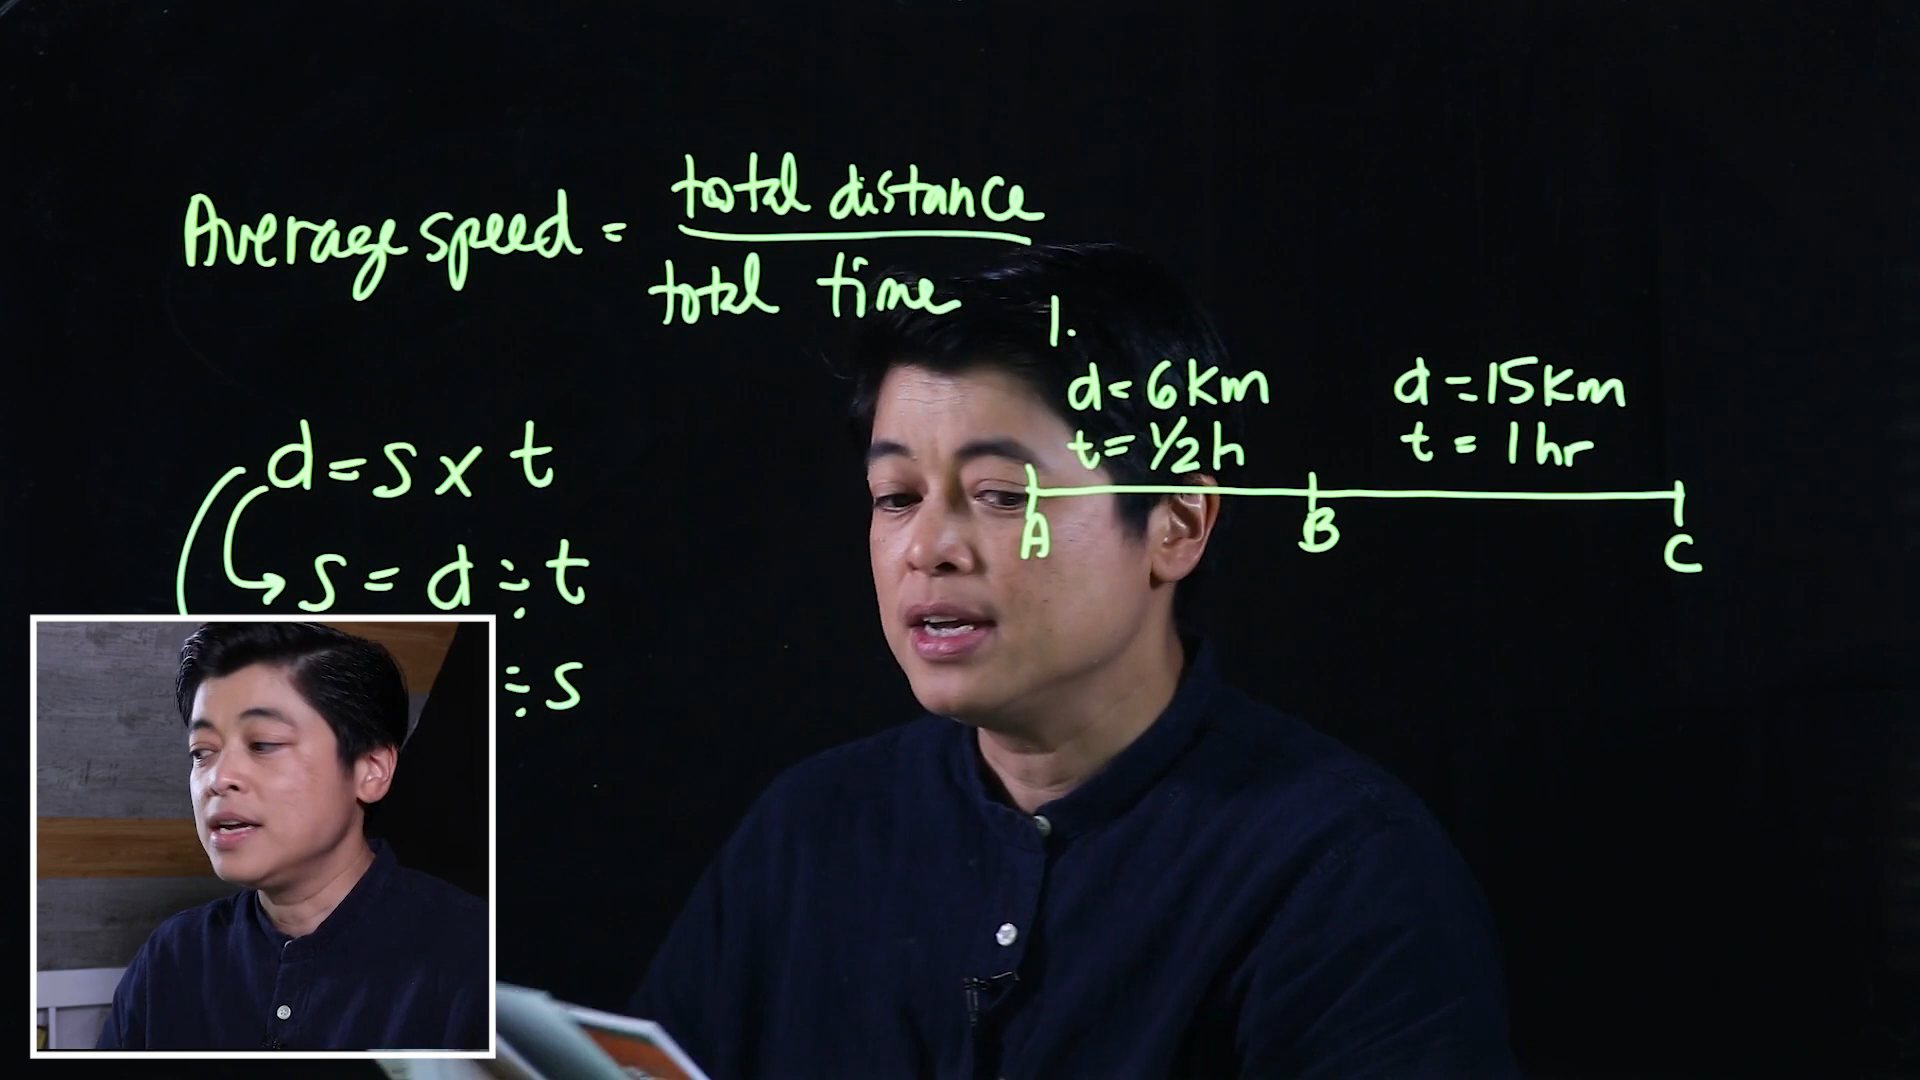 Average speed = total distance
total time
1.
d = 6 km
t = 1/2 h
d = 15 km
t = 1 hr
A
B
C
d = s x t
s = d ÷ t
÷ s